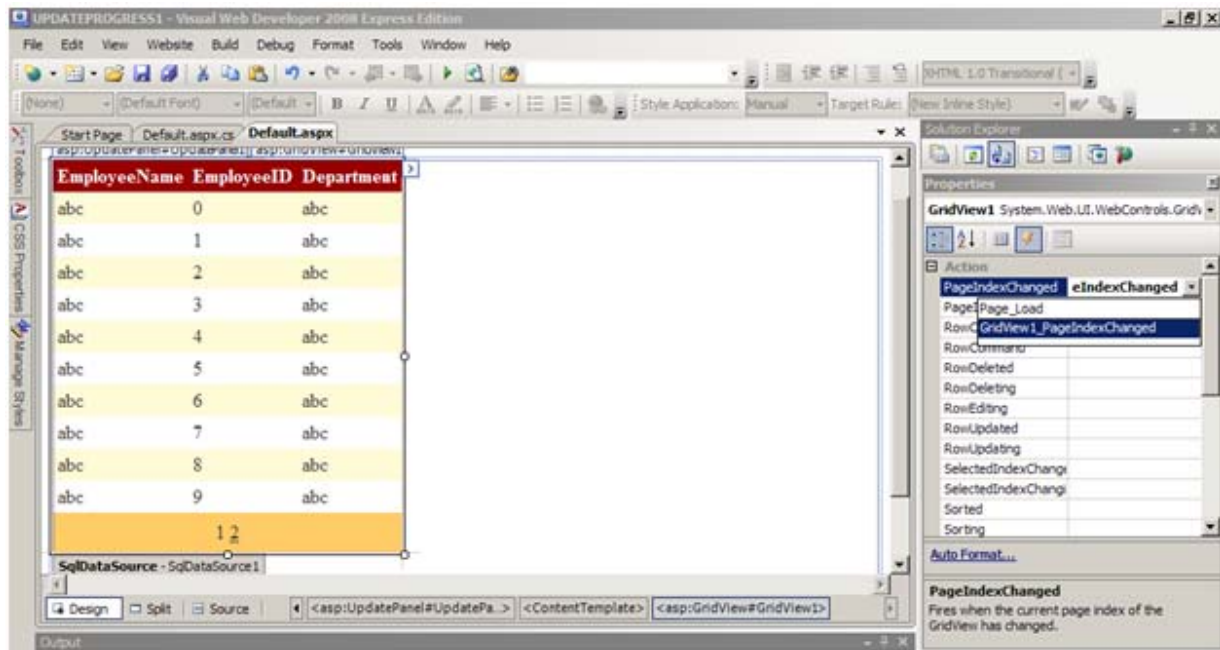 UPDATEPROGRESS1 - Visual Web Developer 2008 Express Edition
File Edit View Website Build Debug Format Tools Window Help
XHTML 1.0 Transitional (
(None) (Default Font) (Default B I U A Style Application: Manual Target Rule: (New Inline Style)
Start Page Default.aspx.cs Default.aspx
Toolbox
CSS Properties
Manage Styles
asp:UpdatePanel#UpdatePanel1 asp:GridView#GridView1
EmployeeName EmployeeID Department
abc 0 abc
abc 1 abc
abc 2 abc
abc 3 abc
abc 4 abc
abc 5 abc
abc 6 abc
abc 7 abc
abc 8 abc
abc 9 abc
1 2
SqlDataSource - SqlDataSource1
Design Split Source <asp:UpdatePanel#UpdatePa...> <ContentTemplate> <asp:GridView#GridView1>
Output
Solution Explorer
Properties
GridView1 System.Web.UI.WebControls.GridV
Action
PageIndexChanged eIndexChanged
Page_Load
GridView1_PageIndexChanged
RowCommand
RowDeleted
RowDeleting
RowEditing
RowUpdated
RowUpdating
SelectedIndexChange
SelectedIndexChangi
Sorted
Sorting
Auto Format...
PageIndexChanged
Fires when the current page index of the
GridView has changed.